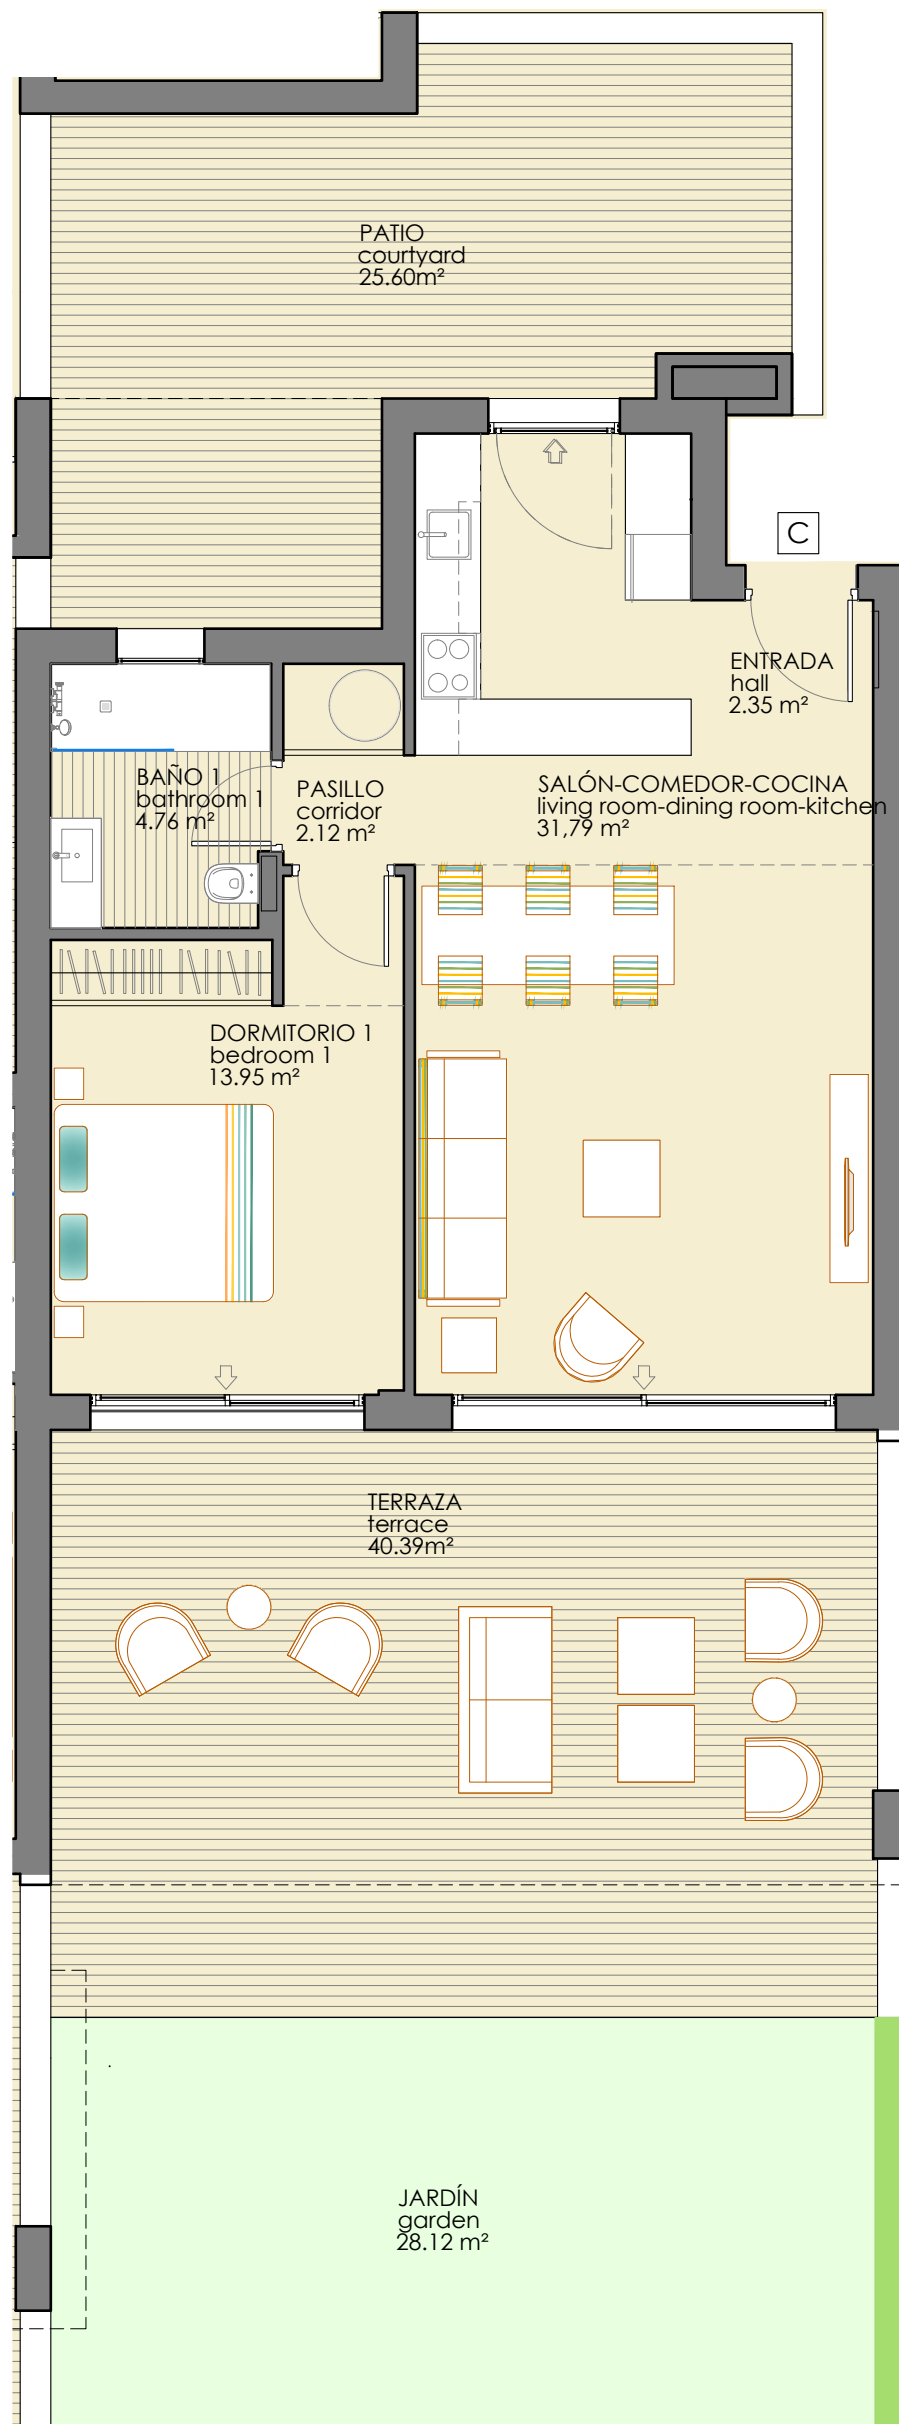 PATIO
courtyard
25.60m²
C
ENTRADA
hall
2.35 m²
BAÑO 1
bathroom 1
4.76 m²
PASILLO
corridor
2.12 m²
SALÓN-COMEDOR-COCINA
living room-dining room-kitchen
31,79 m²
DORMITORIO 1
bedroom 1
13.95 m²
TERRAZA
terrace
40.39m²
JARDÍN
garden
28.12 m²